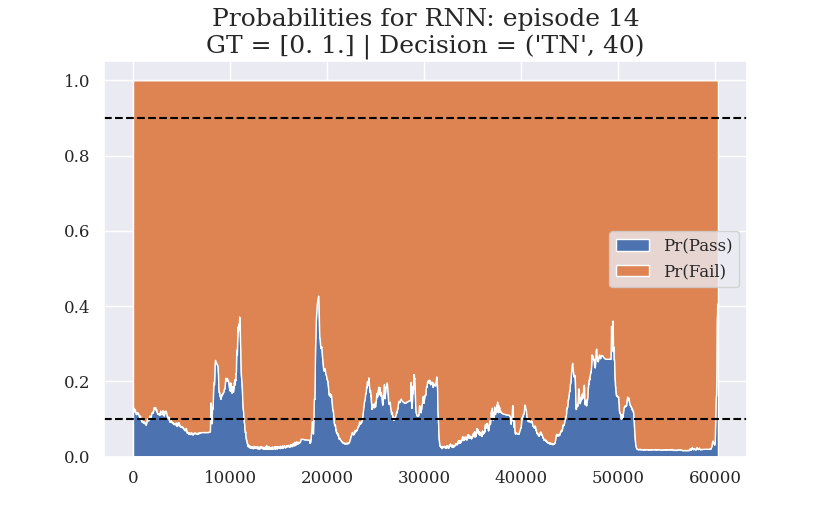 Probabilities for RNN: episode 14
GT = [0. 1.] | Decision = ('TN', 40)
1.0
0.8
0.6
0.4
0.2
0.0
Pr(Pass)
Pr(Fail)
0 10000 20000 30000 40000 50000 60000